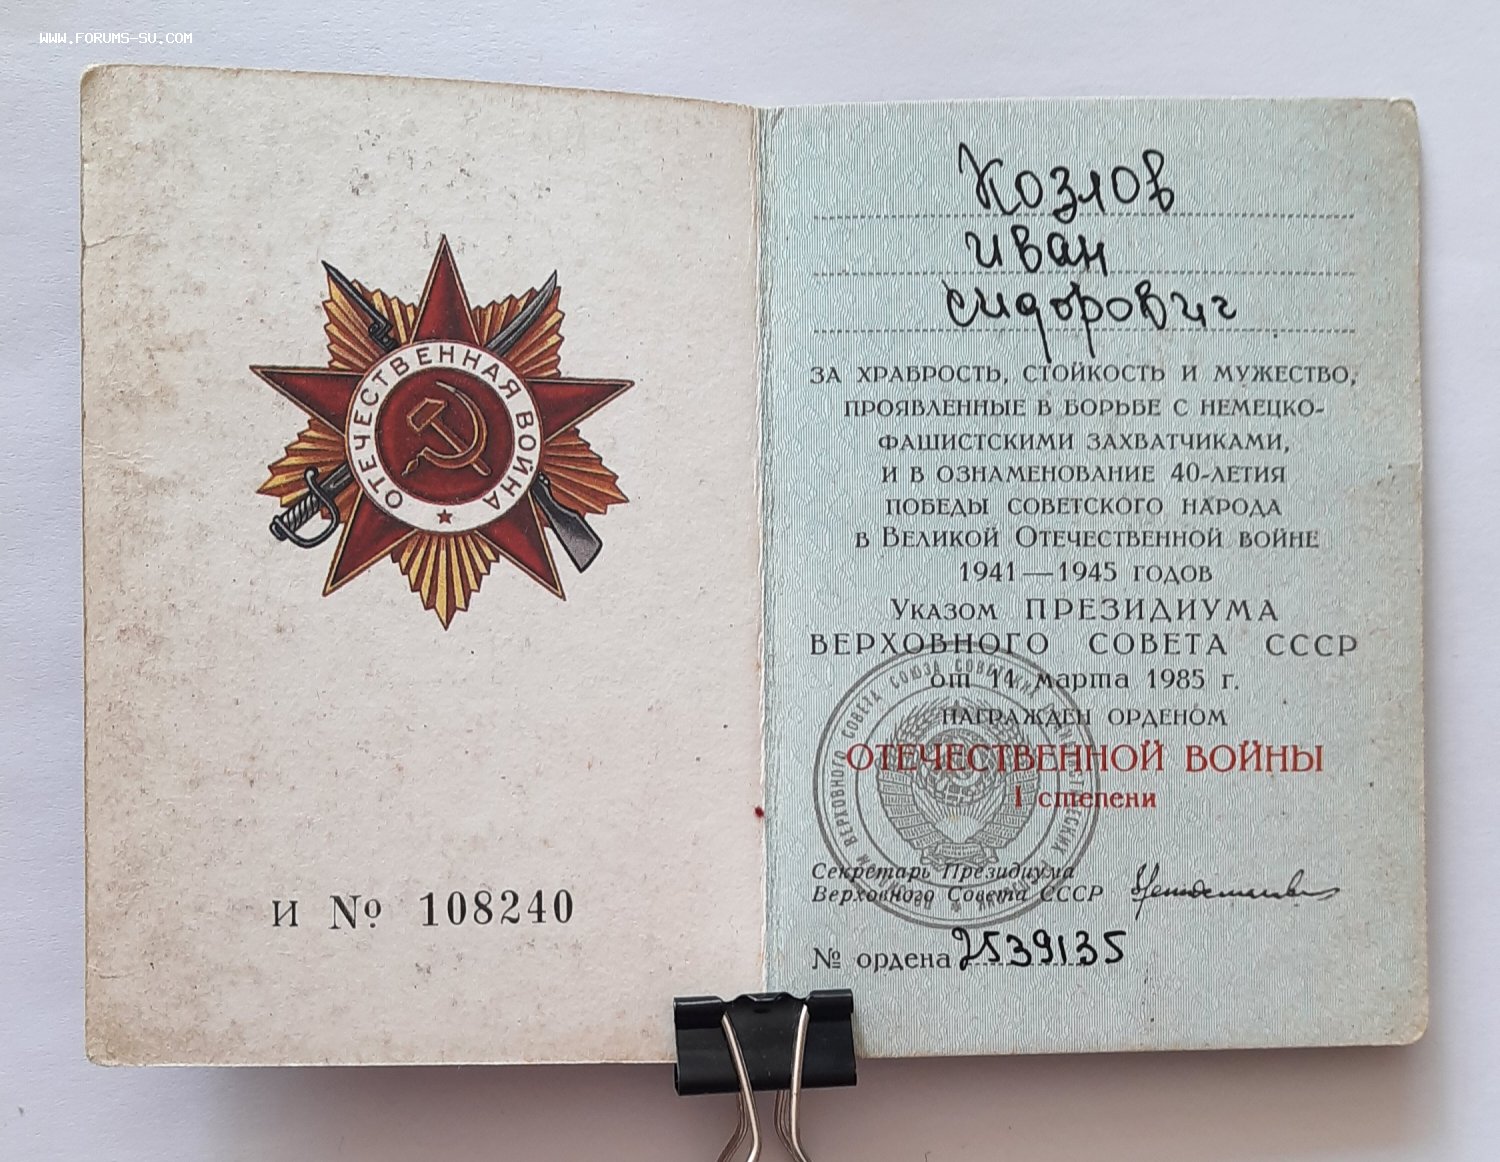 WWW.FORUMS-SU.COM
ОТЕЧЕСТВЕННАЯ ВОЙНА
И № 108240
Козлов
Иван
Сидорович
ЗА ХРАБРОСТЬ, СТОЙКОСТЬ И МУЖЕСТВО,
ПРОЯВЛЕННЫЕ В БОРЬБЕ С НЕМЕЦКО-
ФАШИСТСКИМИ ЗАХВАТЧИКАМИ,
И В ОЗНАМЕНОВАНИЕ 40-ЛЕТИЯ
ПОБЕДЫ СОВЕТСКОГО НАРОДА
В ВЕЛИКОЙ ОТЕЧЕСТВЕННОЙ ВОЙНЕ
1941—1945 ГОДОВ
УКАЗОМ ПРЕЗИДИУМА
ВЕРХОВНОГО СОВЕТА СССР
от 11 марта 1985 г.
НАГРАЖДЕН ОРДЕНОМ
ОТЕЧЕСТВЕННОЙ ВОЙНЫ
I степени
Секретарь Президиума
Верховного Совета СССР
№ ордена 2539135